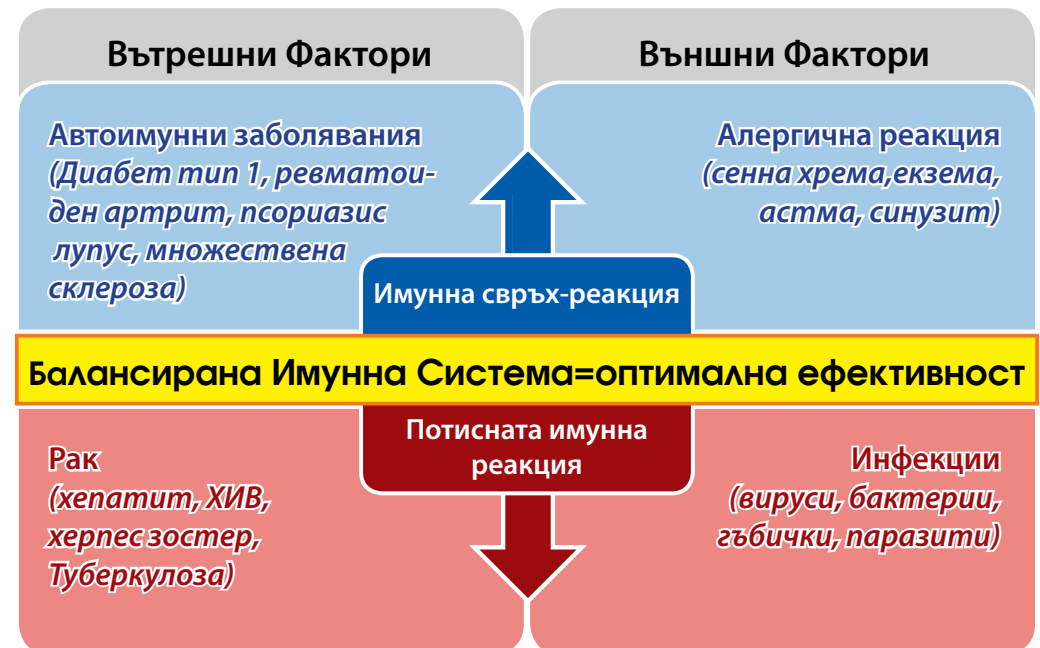 Вътрешни Фактори
Външни Фактори
Автоимунни заболявания
(Диабет тип 1, ревматои-
ден артрит, псориазис
лупус, множествена
склероза)
Алергична реакция
(сенна хрема,екзема,
астма, синузит)
Имунна свръх-реакция
Балансирана Имунна Система=оптимална ефективност
Потисната имунна
реакция
Рак
(хепатит, ХИВ,
херпес зостер,
Туберкулоза)
Инфекции
(вируси, бактерии,
гъбички, паразити)